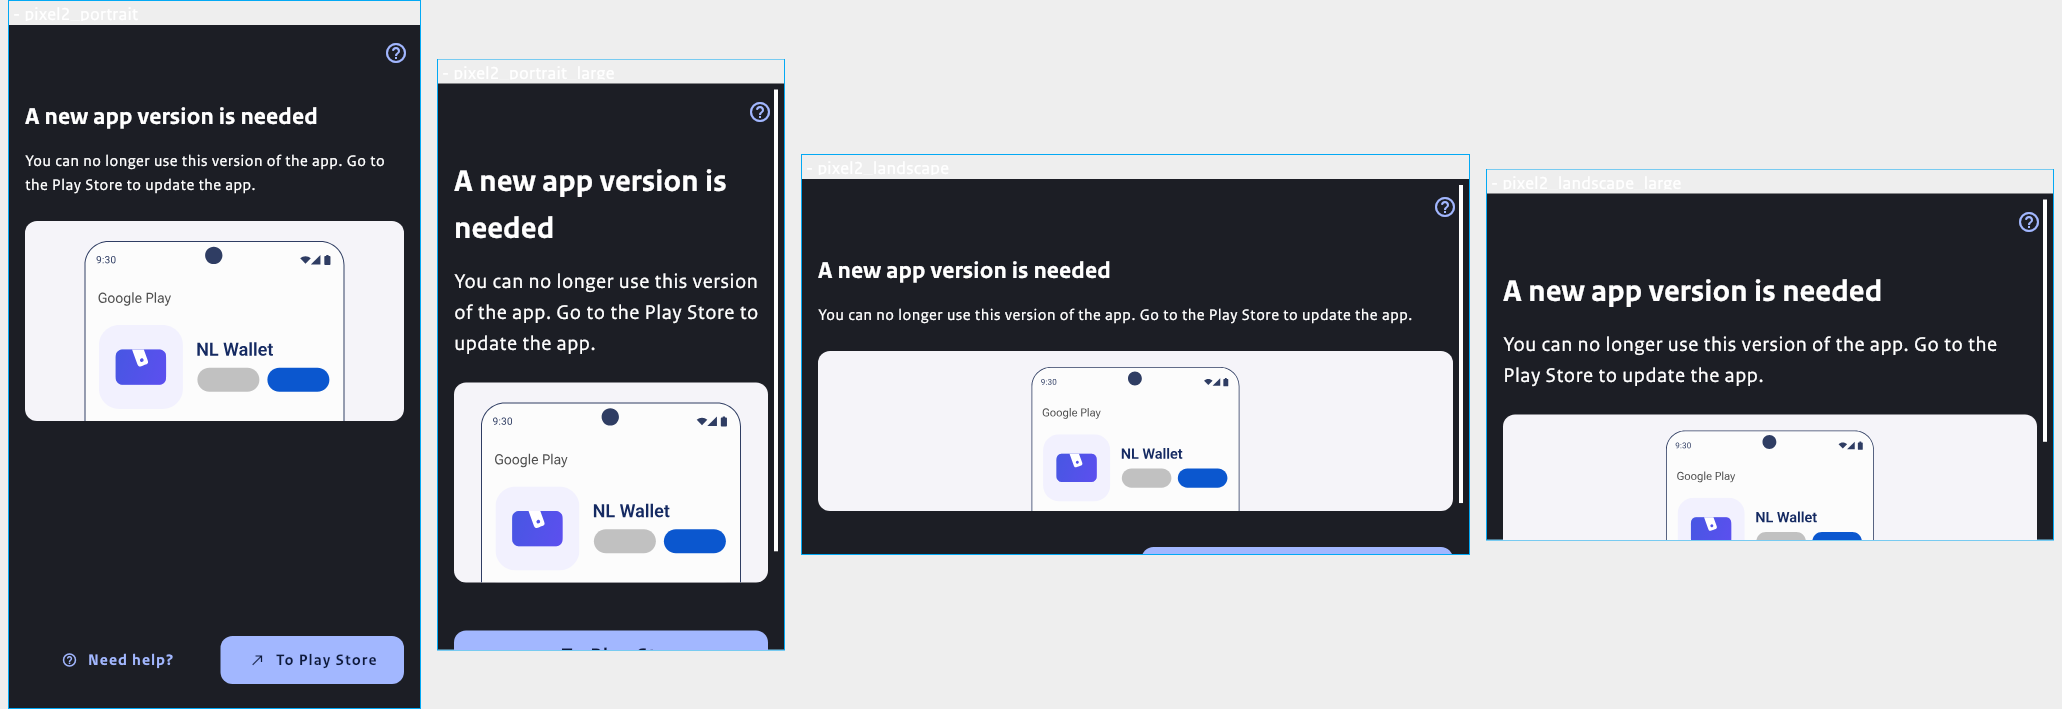 - pixel2_portrait
A new app version is needed
You can no longer use this version of the app. Go to
the Play Store to update the app.
9:30
Google Play
NL Wallet
Need help?
To Play Store
- pixel2_portrait_large
A new app version is
needed
You can no longer use this version
of the app. Go to the Play Store to
update the app.
9:30
Google Play
NL Wallet
To Play Store
- pixel2_landscape
A new app version is needed
You can no longer use this version of the app. Go to the Play Store to update the app.
9:30
Google Play
NL Wallet
- pixel2_landscape_large
A new app version is needed
You can no longer use this version of the app. Go to the
Play Store to update the app.
9:30
Google Play
NL Wallet